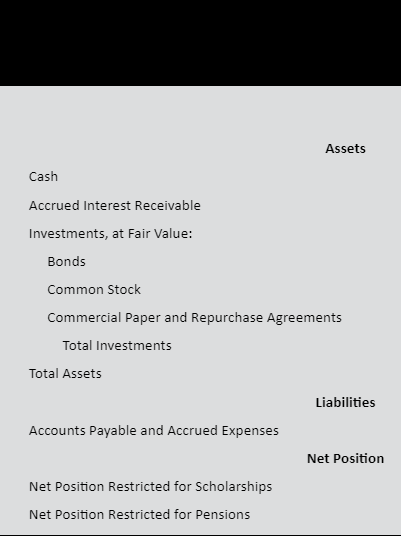 Assets
Cash
Accrued Interest Receivable
Investments, at Fair Value:
Bonds
Common Stock
Commercial Paper and Repurchase Agreements
Total Investments
Total Assets
Liabilities
Accounts Payable and Accrued Expenses
Net Position
Net Position Restricted for Scholarships
Net Position Restricted for Pensions